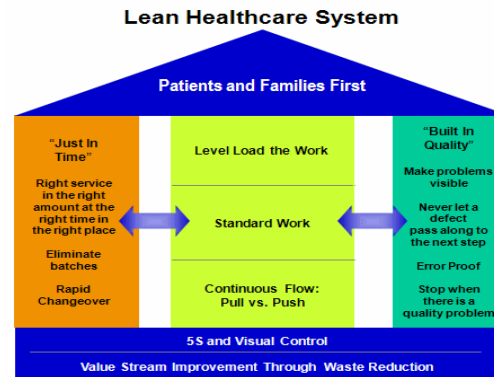 Lean Healthcare System
Patients and Families First
“Just In
Time”
Right service
in the right
amount at the
right time in
the right place
Eliminate
batches
Rapid
Changeover
Level Load the Work
Standard Work
Continuous Flow:
Pull vs. Push
“Built In
Quality”
Make problems
visible
Never let a
defect
pass along to
the next step
Error Proof
Stop when
there is a
quality problem
5S and Visual Control
Value Stream Improvement Through Waste Reduction